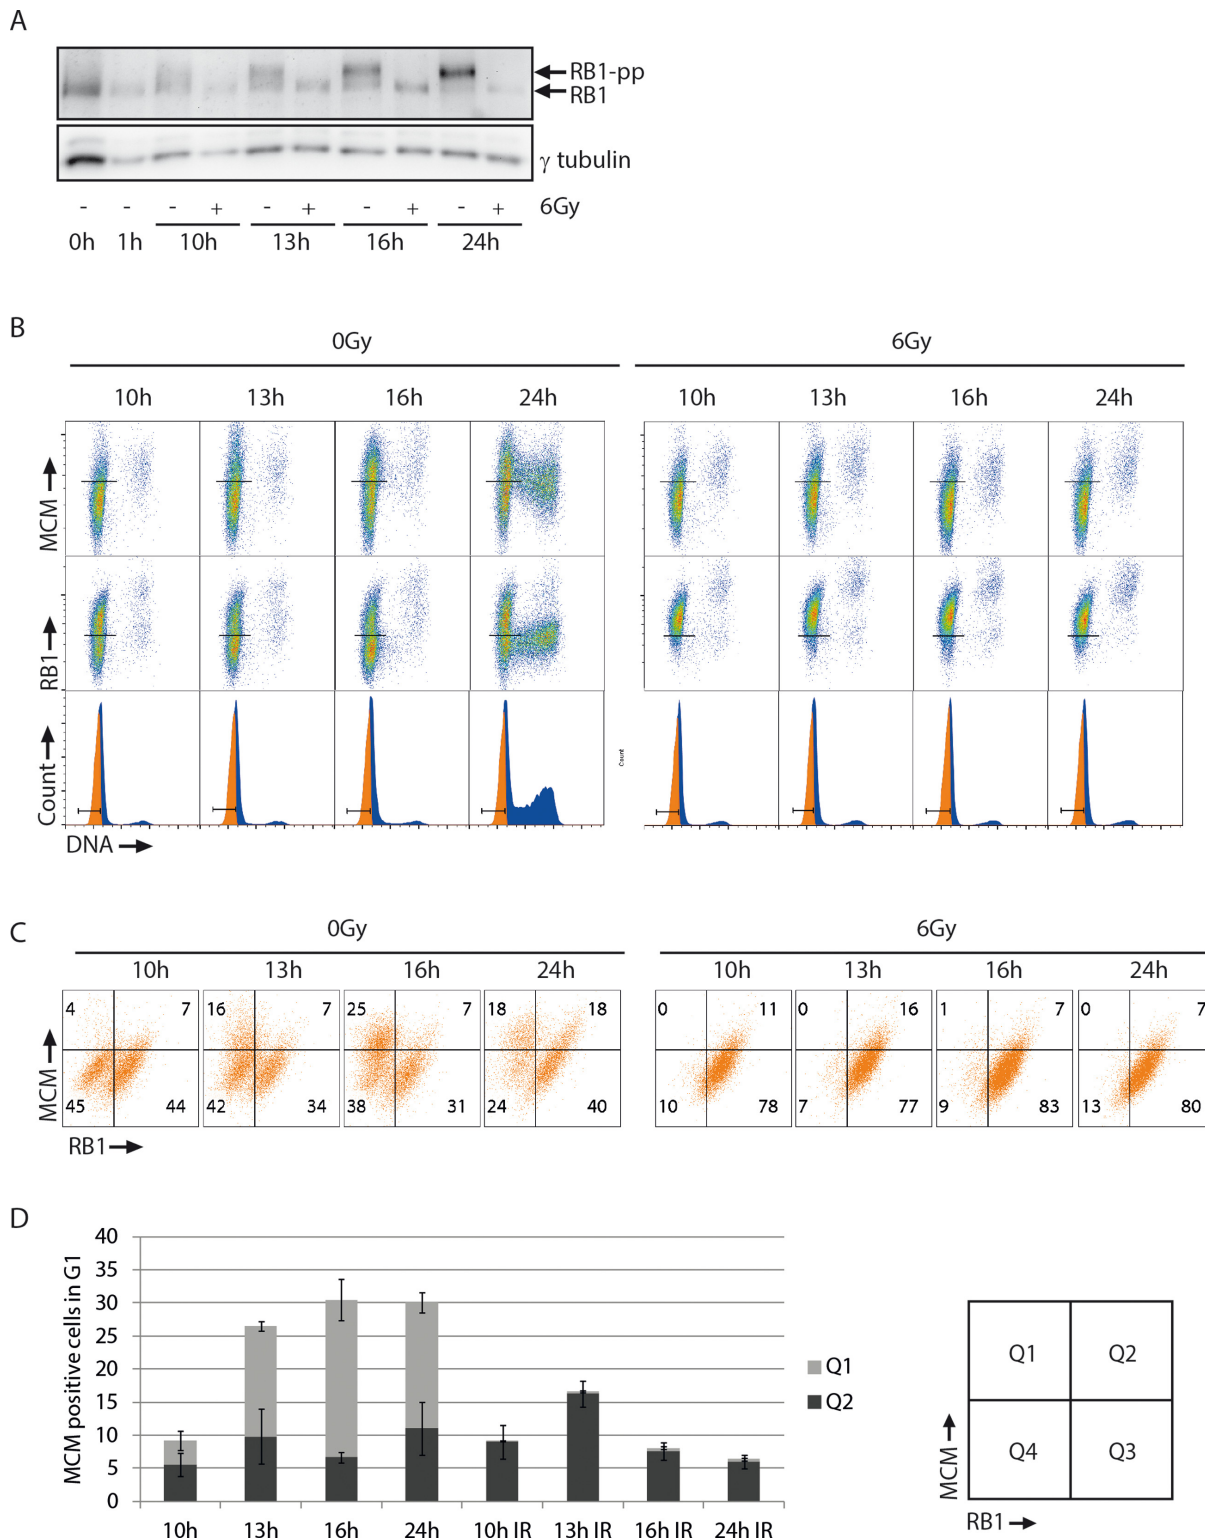 A
RB1-pp
RB1
γ tubulin
- - - + - + - + - + 6Gy
0h 1h 10h 13h 16h 24h
B
0Gy 6Gy
10h 13h 16h 24h 10h 13h 16h 24h
MCM
RB1
Count
Count
DNA
C
0Gy 6Gy
10h 13h 16h 24h 10h 13h 16h 24h
4 7 16 7 25 7 18 18 0 11 0 16 1 7 0 7
MCM
45 44 42 34 38 31 24 40 10 78 7 77 9 83 13 80
RB1
D
MCM positive cells in G1
40
35
30
25
20
15
10
5
0
10h 13h 16h 24h 10h IR 13h IR 16h IR 24h IR
Q1
Q2
Q1 Q2
Q4 Q3
MCM
RB1